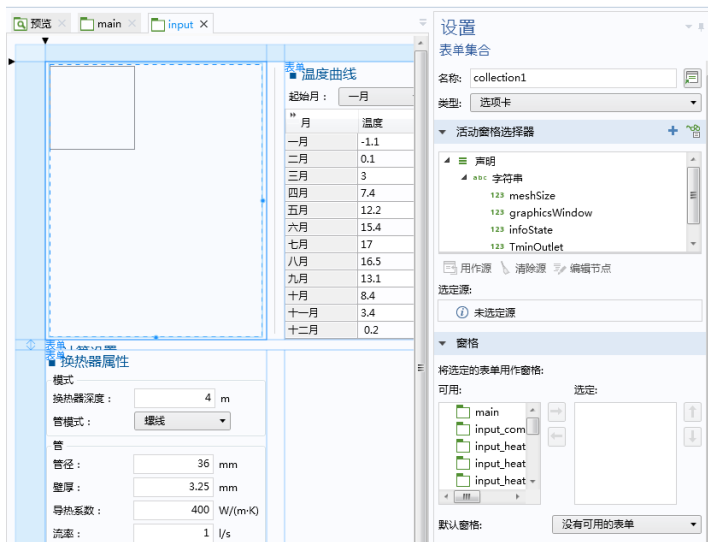 预览 main input
表单
温度曲线
起始月： 一月
月 温度
一月 -1.1
二月 0.1
三月 3
四月 7.4
五月 12.2
六月 15.4
七月 17
八月 16.5
九月 13.1
十月 8.4
十一月 3.4
十二月 0.2
表单
表单
换热器属性
模式
换热器深度： 4 m
管模式： 螺线
管
管径： 36 mm
壁厚： 3.25 mm
导热系数： 400 W/(m·K)
流率： 1 l/s
设置
表单集合
名称: collection1
类型: 选项卡
活动窗格选择器
声明
abc 字符串
123 meshSize
123 graphicsWindow
123 infoState
123 TminOutlet
用作源 清除源 编辑节点
选定源:
未选定源
窗格
将选定的表单用作窗格:
可用: 选定:
main
input_com
input_heat
input_heat
input_heat
默认窗格: 没有可用的表单